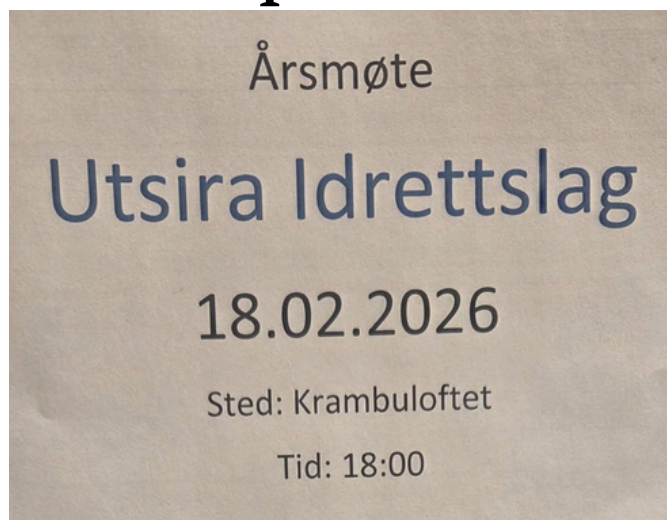 Årsmøte
Utsira Idrettslag
18.02.2026
Sted: Krambuloftet
Tid: 18:00